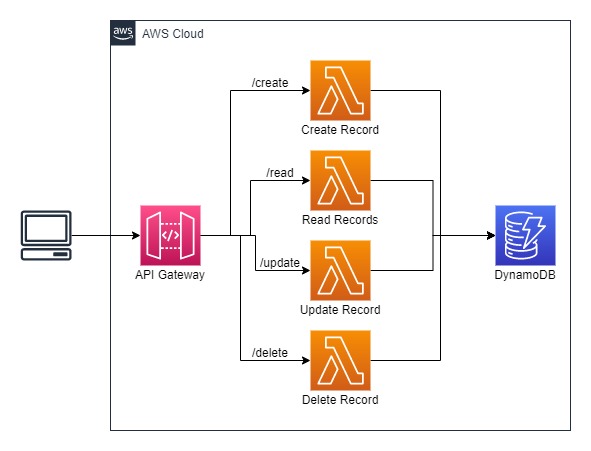 aws
AWS Cloud
/create
Create Record
/read
Read Records
API Gateway
/update
Update Record
DynamoDB
/delete
Delete Record